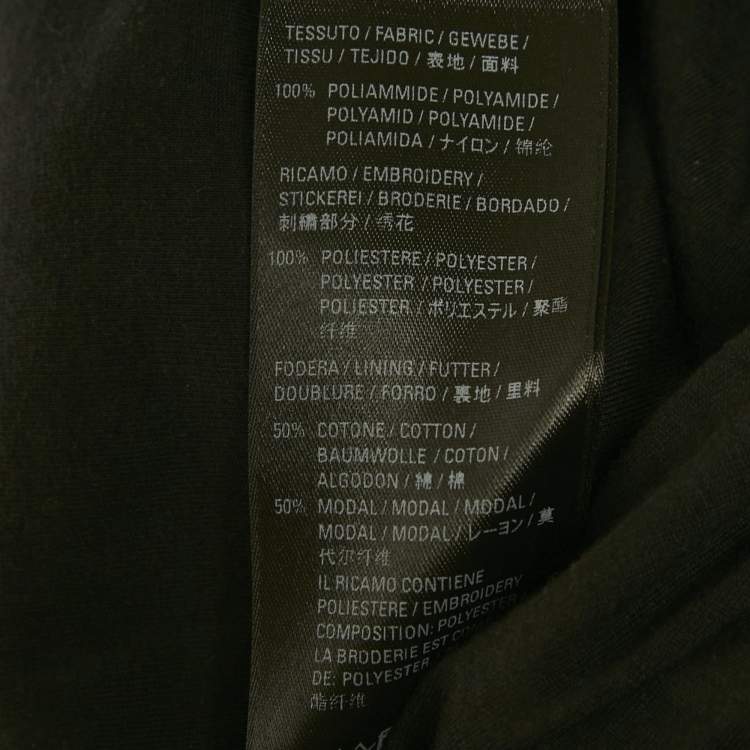 TESSUTO / FABRIC / GEWEBE /
TISSU / TEJIDO / 表地 / 面料
100% POLIAMMIDE / POLYAMIDE /
POLYAMID / POLYAMIDE /
POLIAMIDA / ナイロン / 锦纶
RICAMO / EMBROIDERY /
STICKEREI / BRODERIE / BORDADO /
刺繍部分 / 绣花
100% POLIESTERE / POLYESTER /
POLYESTER / POLYESTER /
POLIESTER / ポリエステル / 聚酯
纤维
FODERA / LINING / FUTTER /
DOUBLURE / FORRO / 裏地 / 里料
50% COTONE / COTTON /
BAUMWOLLE / COTON /
ALGODON / 綿 / 棉
50% MODAL / MODAL / MODAL /
MODAL / MODAL / レーヨン / 莫
代尔纤维
IL RICAMO CONTIENE
POLIESTERE / EMBROIDERY
COMPOSITION: POLYESTER
LA BRODERIE EST
DE: POLYESTER
酯纤维